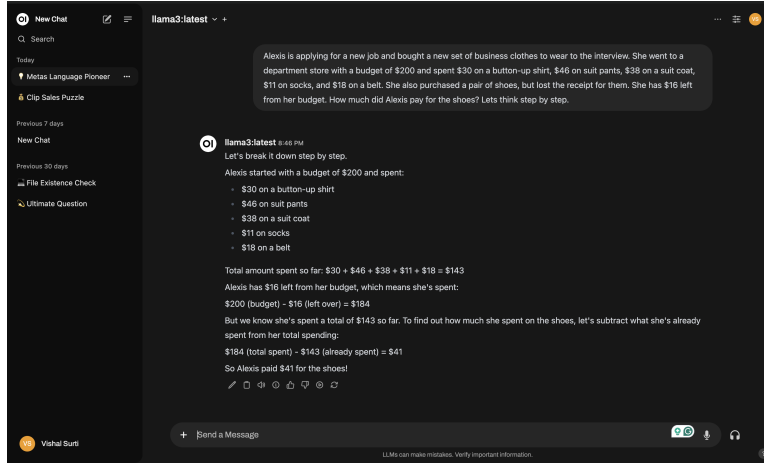 OI New Chat
llama3:latest
VS
Search
Today
Metas Language Pioneer
Clip Sales Puzzle
Previous 7 days
New Chat
Previous 30 days
File Existence Check
Ultimate Question
VS Vishal Surti
Alexis is applying for a new job and bought a new set of business clothes to wear to the interview. She went to a
department store with a budget of $200 and spent $30 on a button-up shirt, $46 on suit pants, $38 on a suit coat,
$11 on socks, and $18 on a belt. She also purchased a pair of shoes, but lost the receipt for them. She has $16 left
from her budget. How much did Alexis pay for the shoes? Lets think step by step.
OI llama3:latest 8:46 PM
Let's break it down step by step.
Alexis started with a budget of $200 and spent:
• $30 on a button-up shirt
• $46 on suit pants
• $38 on a suit coat
• $11 on socks
• $18 on a belt
Total amount spent so far: $30 + $46 + $38 + $11 + $18 = $143
Alexis has $16 left from her budget, which means she's spent:
$200 (budget) - $16 (left over) = $184
But we know she's spent a total of $143 so far. To find out how much she spent on the shoes, let's subtract what she's already
spent from her total spending:
$184 (total spent) - $143 (already spent) = $41
So Alexis paid $41 for the shoes!
Send a Message
LLMs can make mistakes. Verify important information.